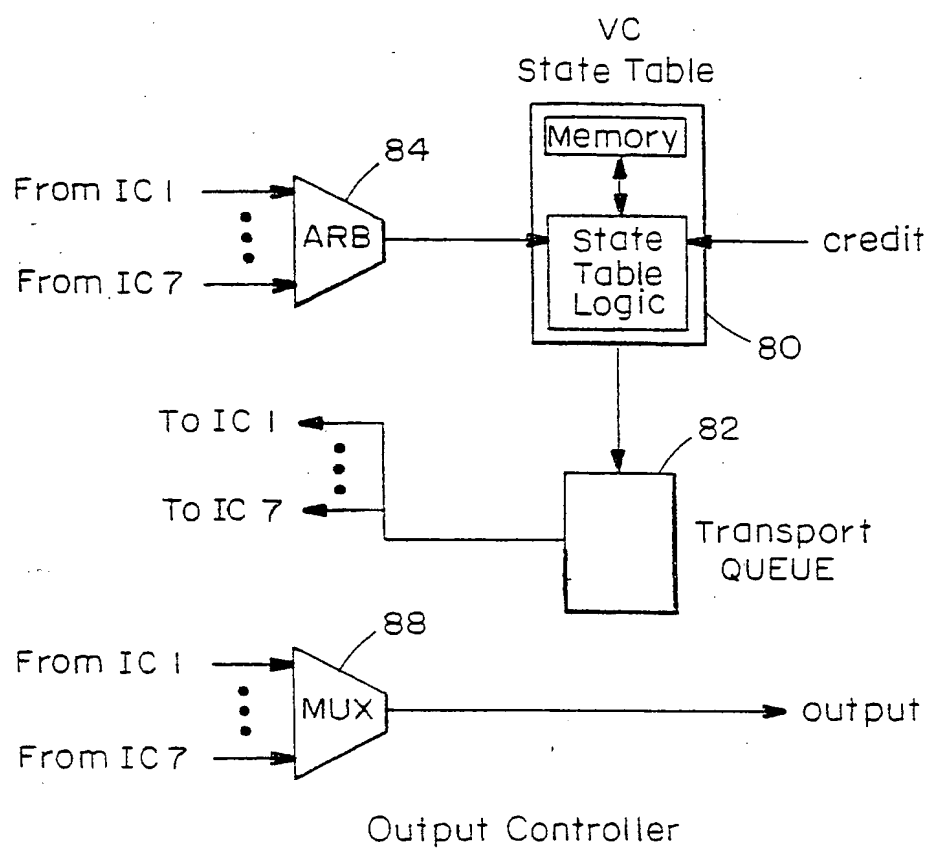 VC
State Table
Memory
84
From IC 1
ARB
State
Table
Logic
credit
From IC 7
80
To IC 1
82
To IC 7
Transport
QUEUE
88
From IC 1
MUX
output
From IC 7
Output Controller